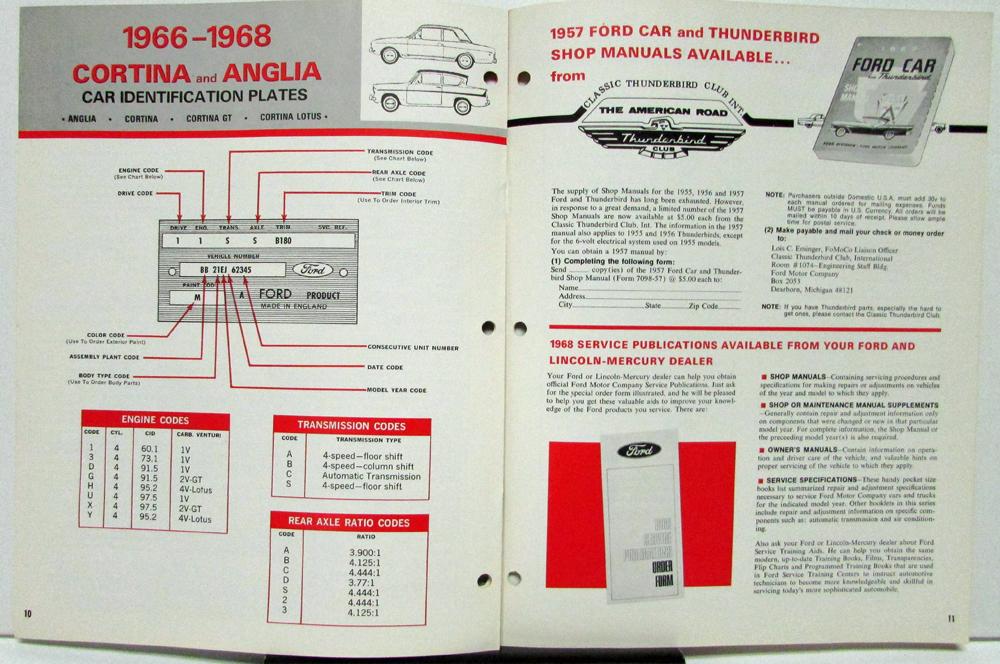 1966-1968
CORTINA and ANGLIA
CAR IDENTIFICATION PLATES
• ANGLIA • CORTINA • CORTINA GT • CORTINA LOTUS •
TRANSMISSION CODE
(See Chart Below)
ENGINE CODE
(See Chart Below)
REAR AXLE CODE
(See Chart Below)
DRIVE CODE
TRIM CODE
(Use To Order Interior Trim)
DRIVE ENG. TRANS. AXLE TRIM SVC. REF.
1 1 S S B180
VEHICLE NUMBER
BB 21EJ 62345
Ford
PAINT COD
M A FORD PRODUCT
MADE IN ENGLAND
COLOR CODE
(Use To Order Exterior Paint)
CONSECUTIVE UNIT NUMBER
ASSEMBLY PLANT CODE
DATE CODE
BODY TYPE CODE
(Use To Order Body Parts)
MODEL YEAR CODE
ENGINE CODES
CODE CYL. CID CARB. VENTURI
1 4 60.1 1V
3 4 73.1 1V
D 4 91.5 1V
G 4 91.5 2V-GT
H 4 95.2 4V-Lotus
U 4 97.5 1V
X 4 97.5 2V-GT
Y 4 95.2 4V-Lotus
TRANSMISSION CODES
CODE TRANSMISSION TYPE
A 4-speed—floor shift
B 4-speed—column shift
C Automatic Transmission
S 4-speed—floor shift
REAR AXLE RATIO CODES
CODE RATIO
A 3.900:1
B 4.125:1
C 4.444:1
D 3.77:1
S 4.444:1
2 4.444:1
3 4.125:1
10
1957 FORD CAR and THUNDERBIRD
SHOP MANUALS AVAILABLE...
from
CLASSIC THUNDERBIRD CLUB INT.
THE AMERICAN ROAD
Thunderbird
CLUB
1957
FORD CAR
and Thunderbird
SHOP
MANUAL
FORD DIVISION • FORD MOTOR COMPANY
The supply of Shop Manuals for the 1955, 1956 and 1957
Ford and Thunderbird has long been exhausted. However,
in response to a great demand, a limited number of the 1957
Shop Manuals are now available at $5.00 each from the
Classic Thunderbird Club, Int. The information in the 1957
manual also applies to 1955 and 1956 Thunderbirds, except
for the 6-volt electrical system used on 1955 models.
You can obtain a 1957 manual by:
(1) Completing the following form:
Send copy(ies) of the 1957 Ford Car and Thunder-
bird Shop Manual (Form 7098-57) @ $5.00 each to:
Name
Address
City State Zip Code
NOTE: Purchasers outside Domestic U.S.A. must add 30¢ to
each manual ordered for mailing expenses. Funds
MUST be payable in U.S. Currency. All orders will be
mailed within 10 days of receipt. Please allow ample
time for postal service.
(2) Make payable and mail your check or money order
to:
Lois C. Eminger, FoMoCo Liaison Officer
Classic Thunderbird Club, International
Room #1074—Engineering Staff Bldg.
Ford Motor Company
Box 2053
Dearborn, Michigan 48121
NOTE: If you have Thunderbird parts, especially the hard to
get ones, please contact the Classic Thunderbird Club.
1968 SERVICE PUBLICATIONS AVAILABLE FROM YOUR FORD AND
LINCOLN-MERCURY DEALER
Your Ford or Lincoln-Mercury dealer can help you obtain
official Ford Motor Company Service Publications. Just ask
for the special order form illustrated, and he will be pleased
to help you get these valuable aids to improve your knowl-
edge of the Ford products you service. There are:
Ford
1968
SERVICE
PUBLICATIONS
ORDER
FORM
■ SHOP MANUALS—Containing servicing procedures and
specifications for making repairs or adjustments on vehicles
of the year and model to which they apply.
■ SHOP OR MAINTENANCE MANUAL SUPPLEMENTS
—Generally contain repair and adjustment information only
on components that were changed or new in that particular
model year. For complete information, the Shop Manual or
the preceeding model year(s) is also required.
■ OWNER'S MANUALS—Contain information on opera-
tion and driver care of the vehicle, and valuable hints on
proper servicing of the vehicle to which they apply.
■ SERVICE SPECIFICATIONS—These handy pocket size
books list summarized repair and adjustment specifications
necessary to service Ford Motor Company cars and trucks
for the indicated model year. Other booklets in this series
include repair and adjustment information on specific com-
ponents such as: automatic transmission and air condition-
ing.
Also ask your Ford or Lincoln-Mercury dealer about Ford
Service Training Aids. He can help you obtain the same
modern, up-to-date Training Books, Films, Transparencies,
Flip Charts and Programmed Training Books that are used
in Ford Service Training Centers to instruct automotive
technicians to become more knowledgeable and skillful in
servicing today's more sophisticated automobile.
11